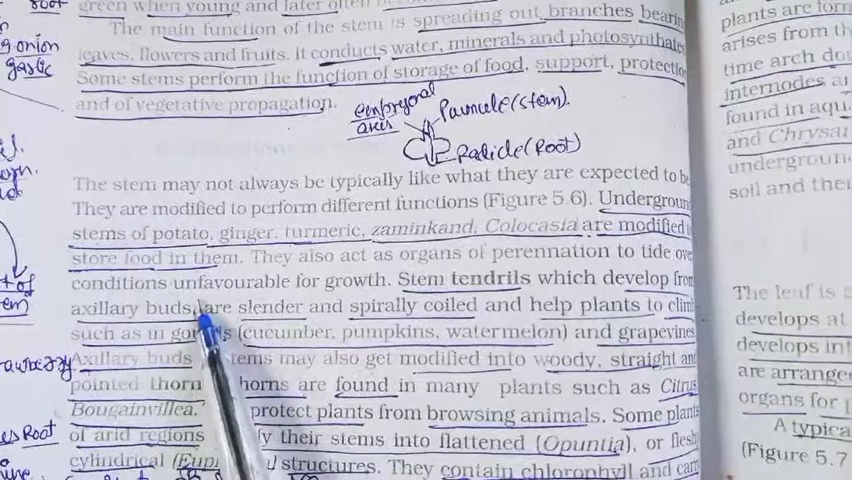 root
green when young and later often
The main function of the stem is spreading out branches bearing
onion
leaves, flowers and fruits. It conducts water, minerals and photosynthates
Some stems perform the function of storage of food, support, protection
and of vegetative propagation.
embryonal
axis
(stem).
Radicle (Root)
The stem may not always be typically like what they are expected to be
They are modified to perform different functions (Figure 5.6). Underground
stems of potato, ginger, turmeric, zaminkand, Colocasia are modified
store food in them. They also act as organs of perennation to tide over
conditions unfavourable for growth. Stem tendrils which develop from
axillary buds, are slender and spirally coiled and help plants to climb
such as in (cucumber, pumpkins, watermelon) and grapevines
Axillary buds may also get modified into woody, straight and
pointed thorn are found in many plants such as Citrus
Bougainvillea. protect plants from browsing animals. Some plants
of arid regions their stems into flattened (Opuntia), or fleshy
cylindrical structures. They contain chlorophyll and carry
Root
plants are form
arises from th
time arch do
internodes
found in aqu
and Chrysa
underground
soil and the
The leaf is
develops at
develops int
are arrange
organs for
A typica
(Figure 5.7